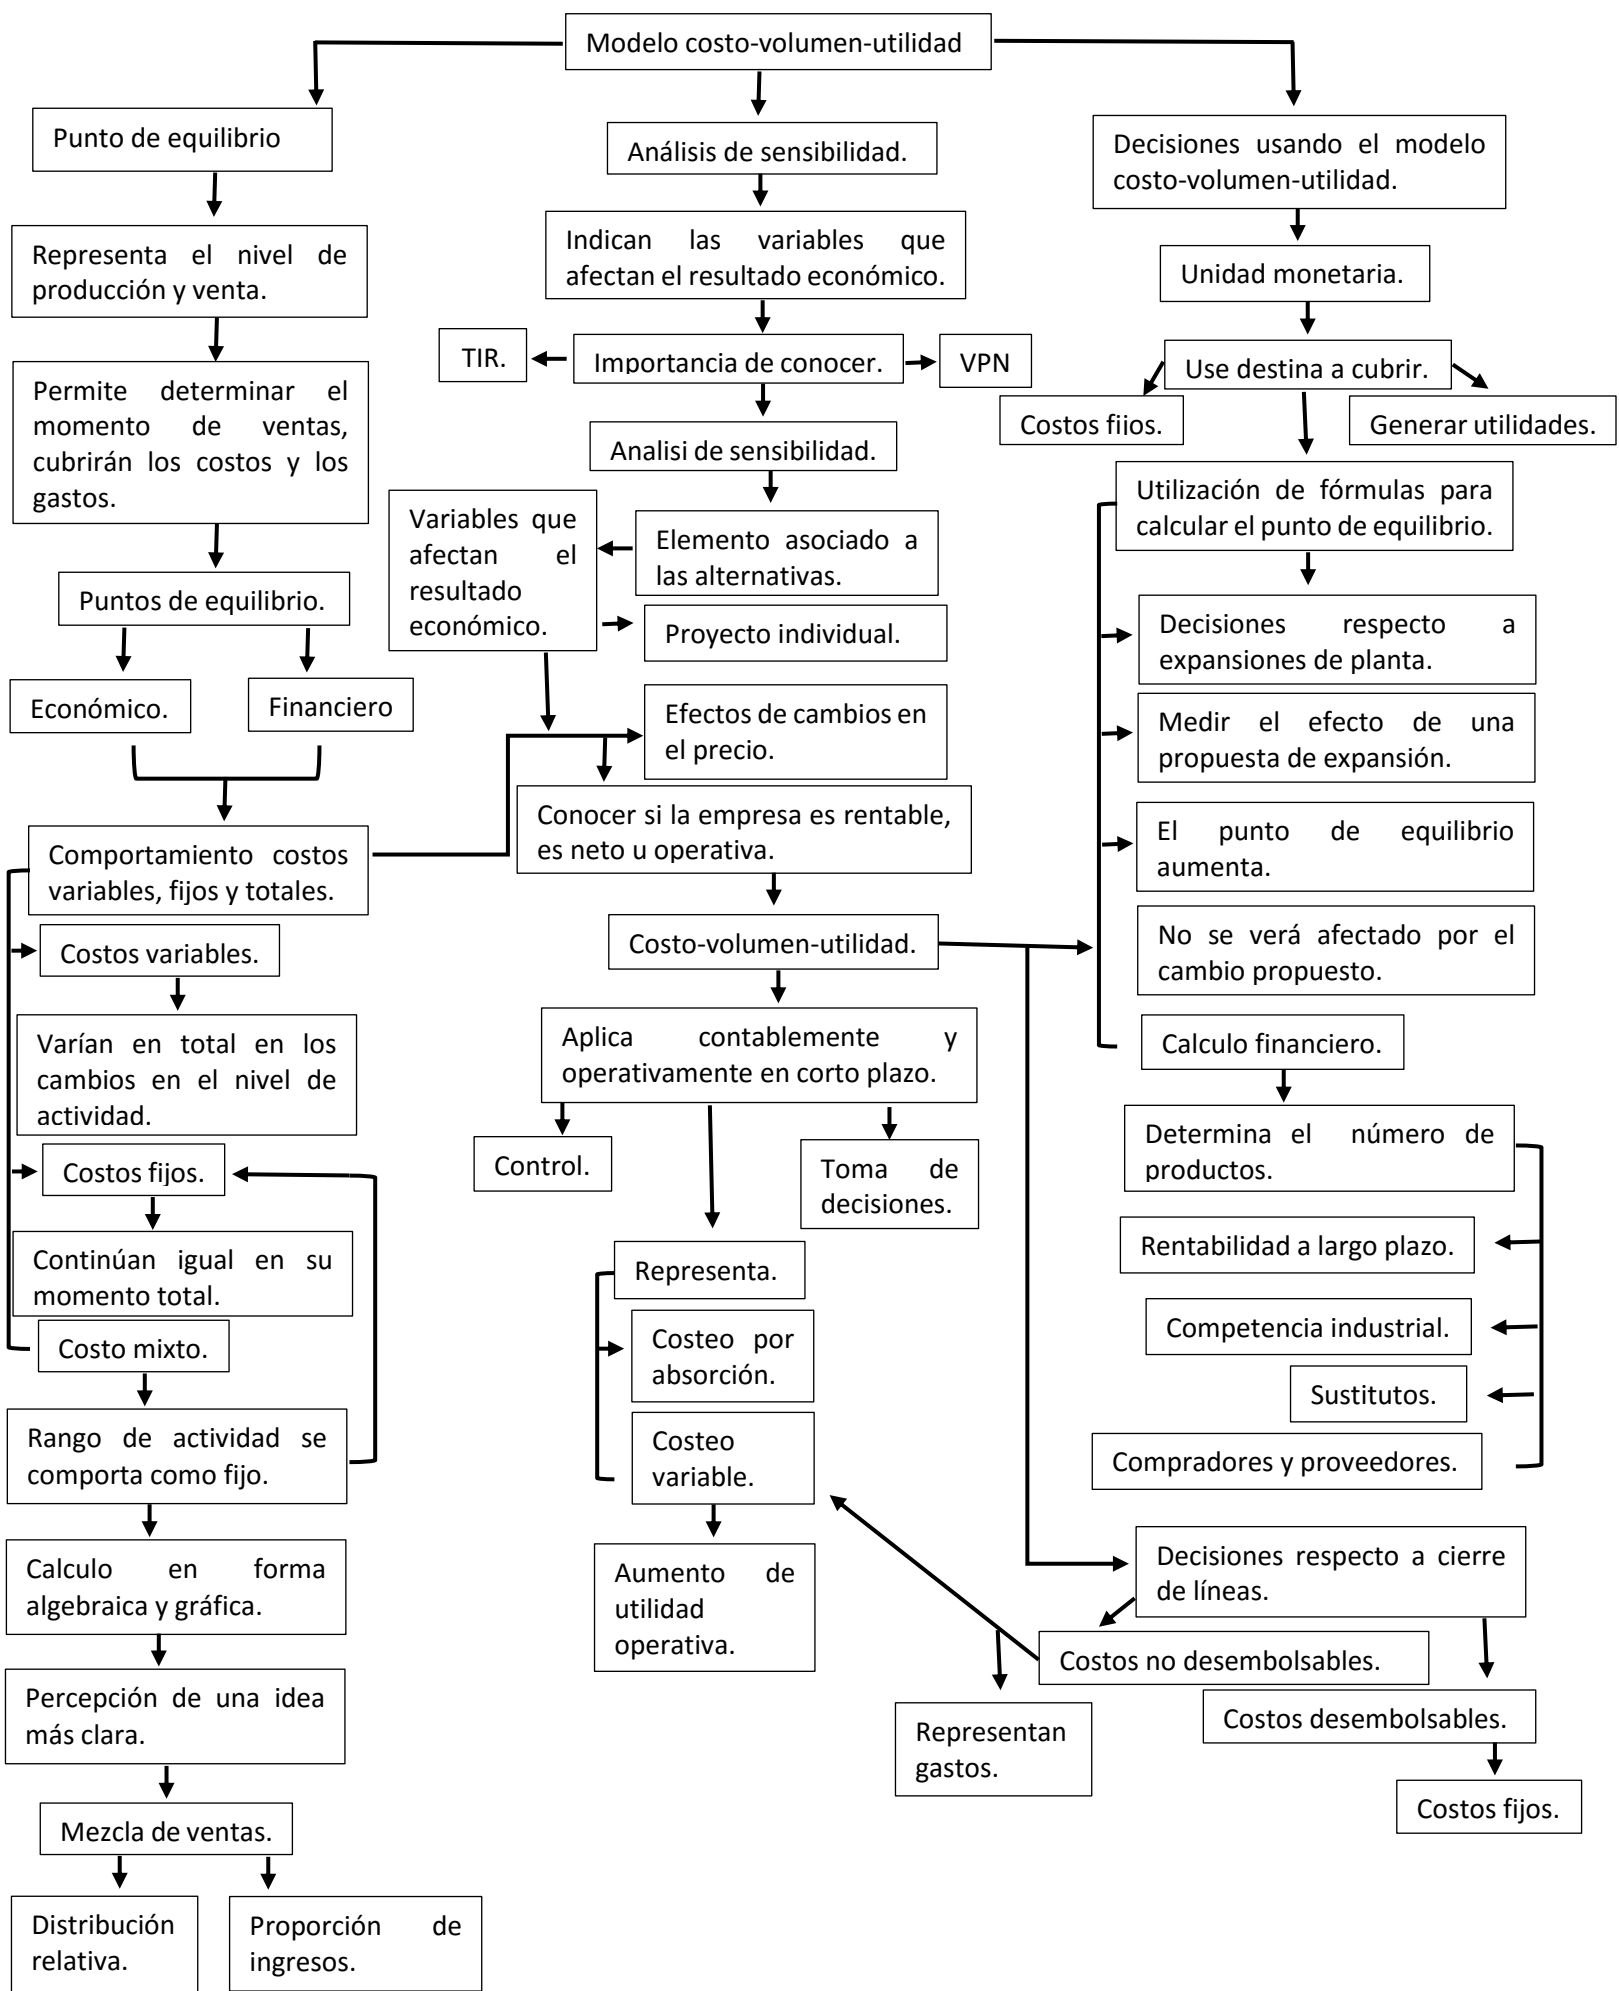 Modelo costo-volumen-utilidad
Punto de equilibrio
Representa el nivel de
producción y venta.
Permite determinar el
momento de ventas,
cubrirán los costos y los
gastos.
Puntos de equilibrio.
Económico.
Financiero
Comportamiento costos
variables, fijos y totales.
Costos variables.
Varían en total en los
cambios en el nivel de
actividad.
Costos fijos.
Continúan igual en su
momento total.
Costo mixto.
Rango de actividad se
comporta como fijo.
Calculo en forma
algebraica y gráfica.
Percepción de una idea
más clara.
Mezcla de ventas.
Distribución
relativa.
Proporción de
ingresos.
Análisis de sensibilidad.
Indican las variables que
afectan el resultado económico.
TIR.
Importancia de conocer.
VPN
Analisi de sensibilidad.
Variables que
afectan el
resultado
económico.
Elemento asociado a
las alternativas.
Proyecto individual.
Efectos de cambios en
el precio.
Conocer si la empresa es rentable,
es neto u operativa.
Costo-volumen-utilidad.
Aplica contablemente y
operativamente en corto plazo.
Control.
Toma de
decisiones.
Representa.
Costeo por
absorción.
Costeo
variable.
Aumento de
utilidad
operativa.
Decisiones usando el modelo
costo-volumen-utilidad.
Unidad monetaria.
Use destina a cubrir.
Costos fijos.
Generar utilidades.
Utilización de fórmulas para
calcular el punto de equilibrio.
Decisiones respecto a
expansiones de planta.
Medir el efecto de una
propuesta de expansión.
El punto de equilibrio
aumenta.
No se verá afectado por el
cambio propuesto.
Calculo financiero.
Determina el número de
productos.
Rentabilidad a largo plazo.
Competencia industrial.
Sustitutos.
Compradores y proveedores.
Decisiones respecto a cierre
de líneas.
Costos no desembolsables.
Representan
gastos.
Costos desembolsables.
Costos fijos.